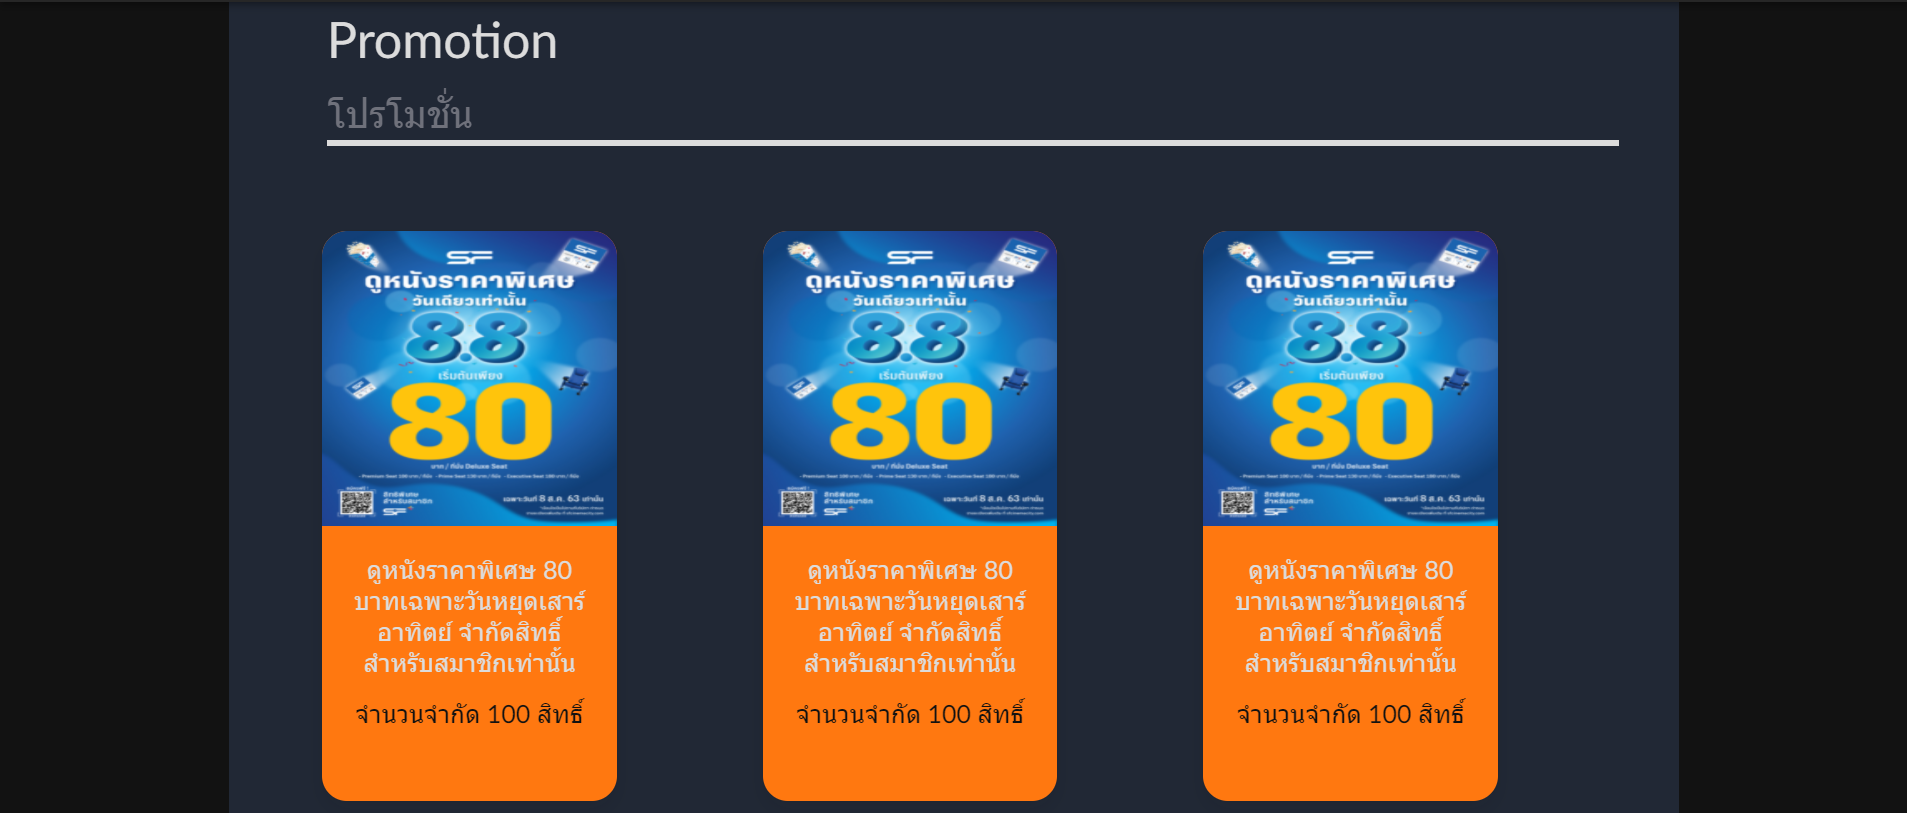 Promotion
โปรโมชั่น
SF
ดูหนังราคาพิเศษ
วันเดียวเท่านั้น
8.8
เริ่มต้นเพียง
80
บาท / ที่นั่ง Deluxe Seat
สิทธิพิเศษ
สำหรับสมาชิก
SF+
เฉพาะวันที่ 8 ส.ค. 63 เท่านั้น
ดูหนังราคาพิเศษ 80
บาทเฉพาะวันหยุดเสาร์
อาทิตย์ จำกัดสิทธิ์
สำหรับสมาชิกเท่านั้น
จำนวนจำกัด 100 สิทธิ์
SF
ดูหนังราคาพิเศษ
วันเดียวเท่านั้น
8.8
เริ่มต้นเพียง
80
บาท / ที่นั่ง Deluxe Seat
สิทธิพิเศษ
สำหรับสมาชิก
SF+
เฉพาะวันที่ 8 ส.ค. 63 เท่านั้น
ดูหนังราคาพิเศษ 80
บาทเฉพาะวันหยุดเสาร์
อาทิตย์ จำกัดสิทธิ์
สำหรับสมาชิกเท่านั้น
จำนวนจำกัด 100 สิทธิ์
SF
ดูหนังราคาพิเศษ
วันเดียวเท่านั้น
8.8
เริ่มต้นเพียง
80
บาท / ที่นั่ง Deluxe Seat
สิทธิพิเศษ
สำหรับสมาชิก
SF+
เฉพาะวันที่ 8 ส.ค. 63 เท่านั้น
ดูหนังราคาพิเศษ 80
บาทเฉพาะวันหยุดเสาร์
อาทิตย์ จำกัดสิทธิ์
สำหรับสมาชิกเท่านั้น
จำนวนจำกัด 100 สิทธิ์